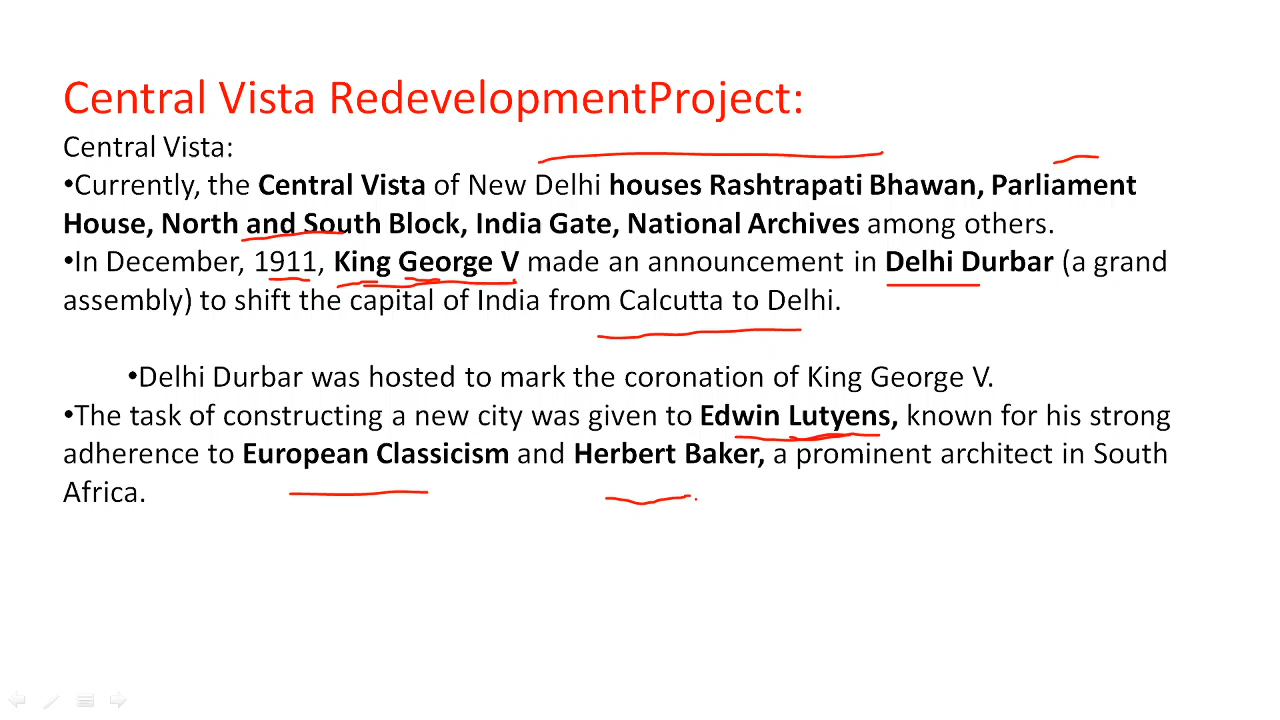 Central Vista RedevelopmentProject:
Central Vista:
•Currently, the Central Vista of New Delhi houses Rashtrapati Bhawan, Parliament
House, North and South Block, India Gate, National Archives among others.
•In December, 1911, King George V made an announcement in Delhi Durbar (a grand
assembly) to shift the capital of India from Calcutta to Delhi.
•Delhi Durbar was hosted to mark the coronation of King George V.
•The task of constructing a new city was given to Edwin Lutyens, known for his strong
adherence to European Classicism and Herbert Baker, a prominent architect in South
Africa.